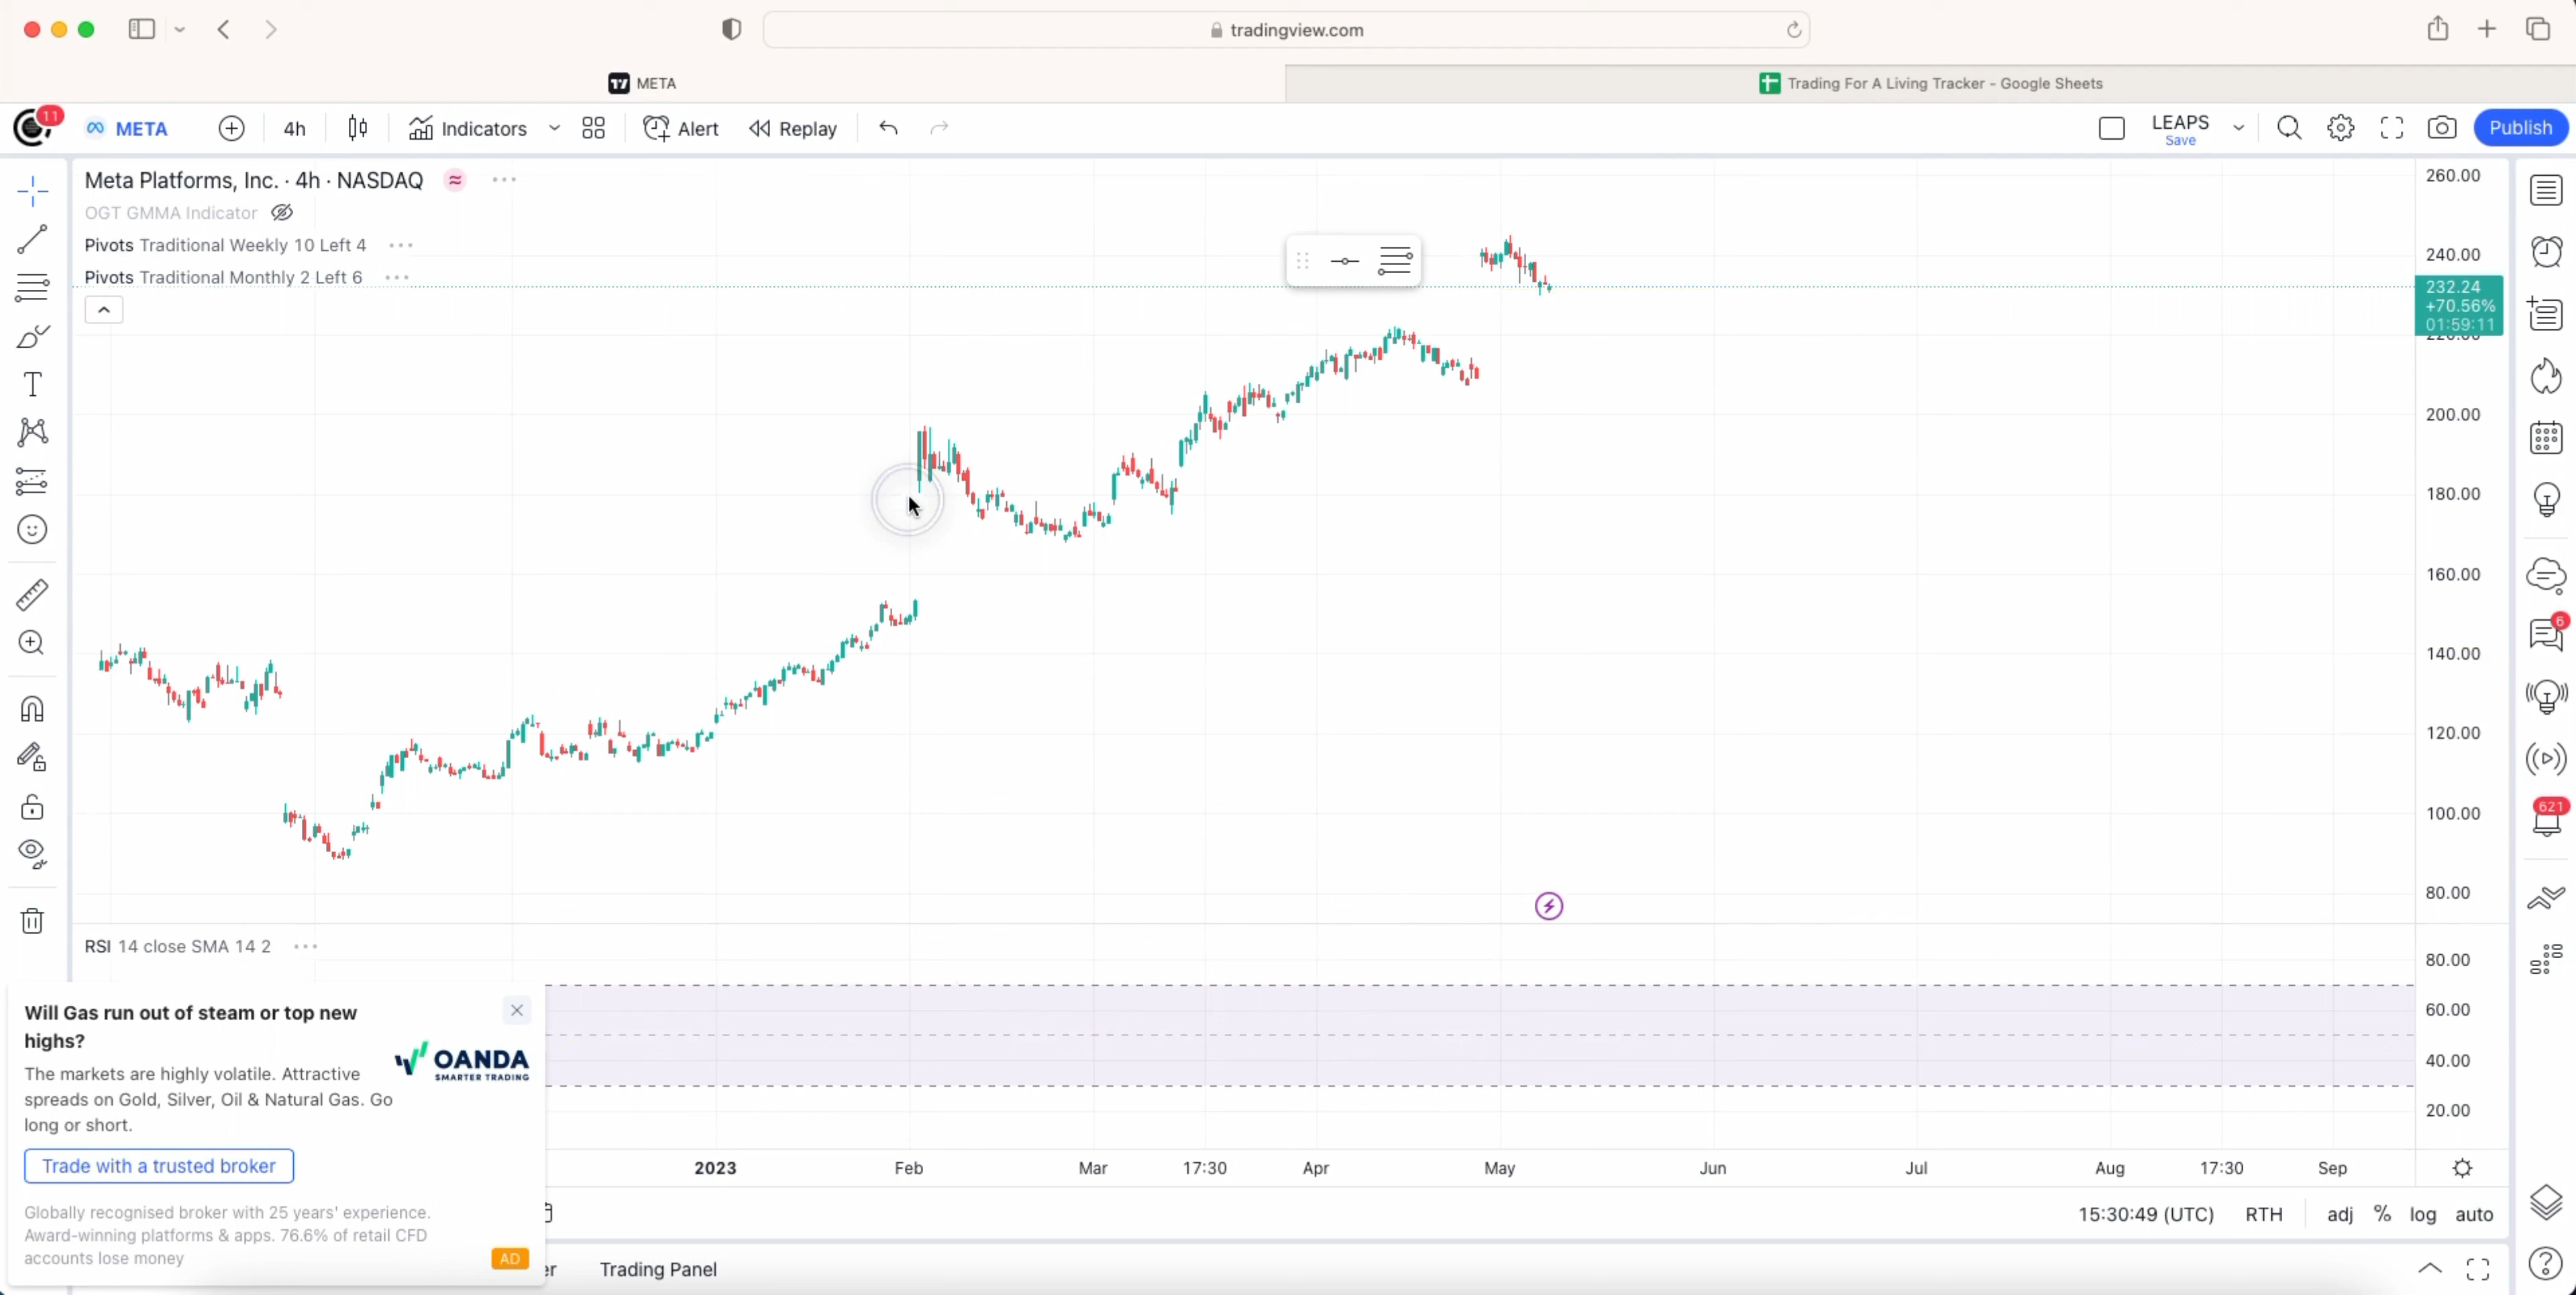 tradingview.com
META
Trading For A Living Tracker - Google Sheets
11
META
4h
Indicators
Alert
Replay
LEAPS
Save
Publish
Meta Platforms, Inc. · 4h · NASDAQ
OGT GMMA Indicator
Pivots Traditional Weekly 10 Left 4
Pivots Traditional Monthly 2 Left 6
260.00
240.00
232.24
+70.56%
01:59:11
220.00
200.00
180.00
160.00
140.00
120.00
100.00
80.00
6
621
RSI 14 close SMA 14 2
80.00
60.00
40.00
20.00
Will Gas run out of steam or top new
highs?
The markets are highly volatile. Attractive
spreads on Gold, Silver, Oil & Natural Gas. Go
long or short.
OANDA
SMARTER TRADING
Trade with a trusted broker
Globally recognised broker with 25 years' experience.
Award-winning platforms & apps. 76.6% of retail CFD
accounts lose money
AD
2023
Feb
Mar
17:30
Apr
May
Jun
Jul
Aug
17:30
Sep
15:30:49 (UTC)
RTH
adj
%
log
auto
er
Trading Panel